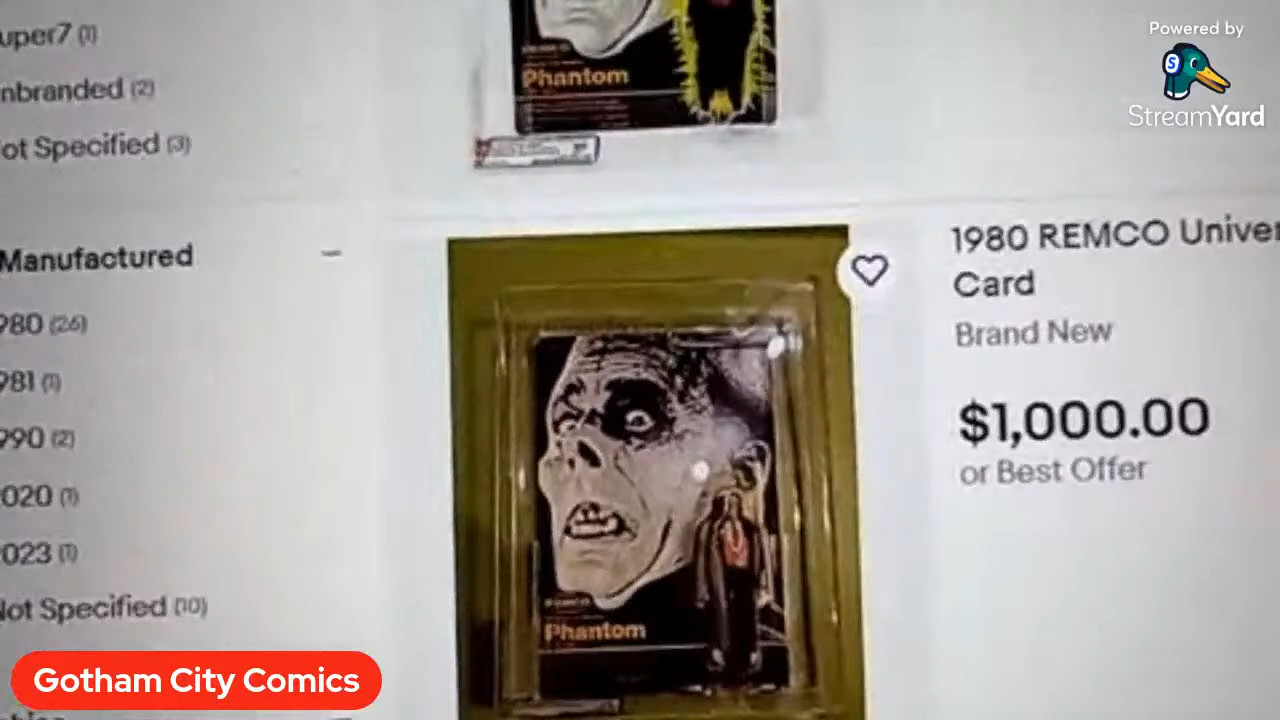 uper7 (1)
nbranded (2)
ot Specified (3)
Manufactured
980 (26)
981 (1)
990 (2)
020 (1)
023 (1)
Not Specified (10)
Phantom
Phantom
1980 REMCO Univer
Card
Brand New
$1,000.00
or Best Offer
Powered by
S
StreamYard
Gotham City Comics